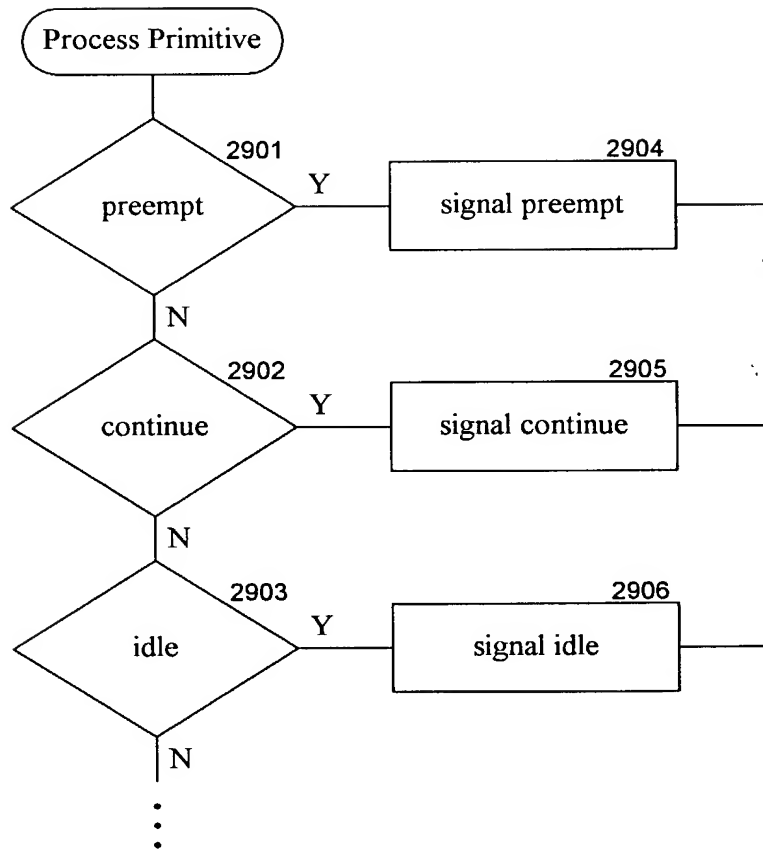 Process Primitive
2901
preempt
Y
2904
signal preempt
N
2902
continue
Y
2905
signal continue
N
2903
idle
Y
2906
signal idle
N